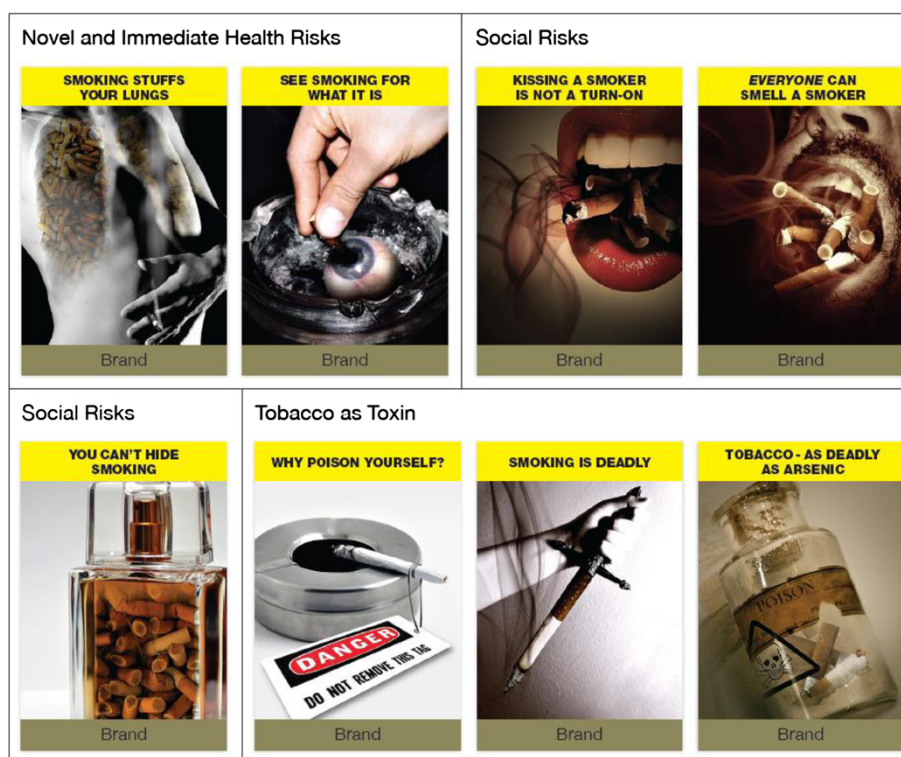 Novel and Immediate Health Risks
Social Risks
SMOKING STUFFS
YOUR LUNGS
SEE SMOKING FOR
WHAT IT IS
KISSING A SMOKER
IS NOT A TURN-ON
EVERYONE CAN
SMELL A SMOKER
Brand
Brand
Brand
Brand
Social Risks
Tobacco as Toxin
YOU CAN'T HIDE
SMOKING
WHY POISON YOURSELF?
SMOKING IS DEADLY
TOBACCO - AS DEADLY
AS ARSENIC
DANGER
DO NOT REMOVE THIS TAG
POISON
Brand
Brand
Brand
Brand